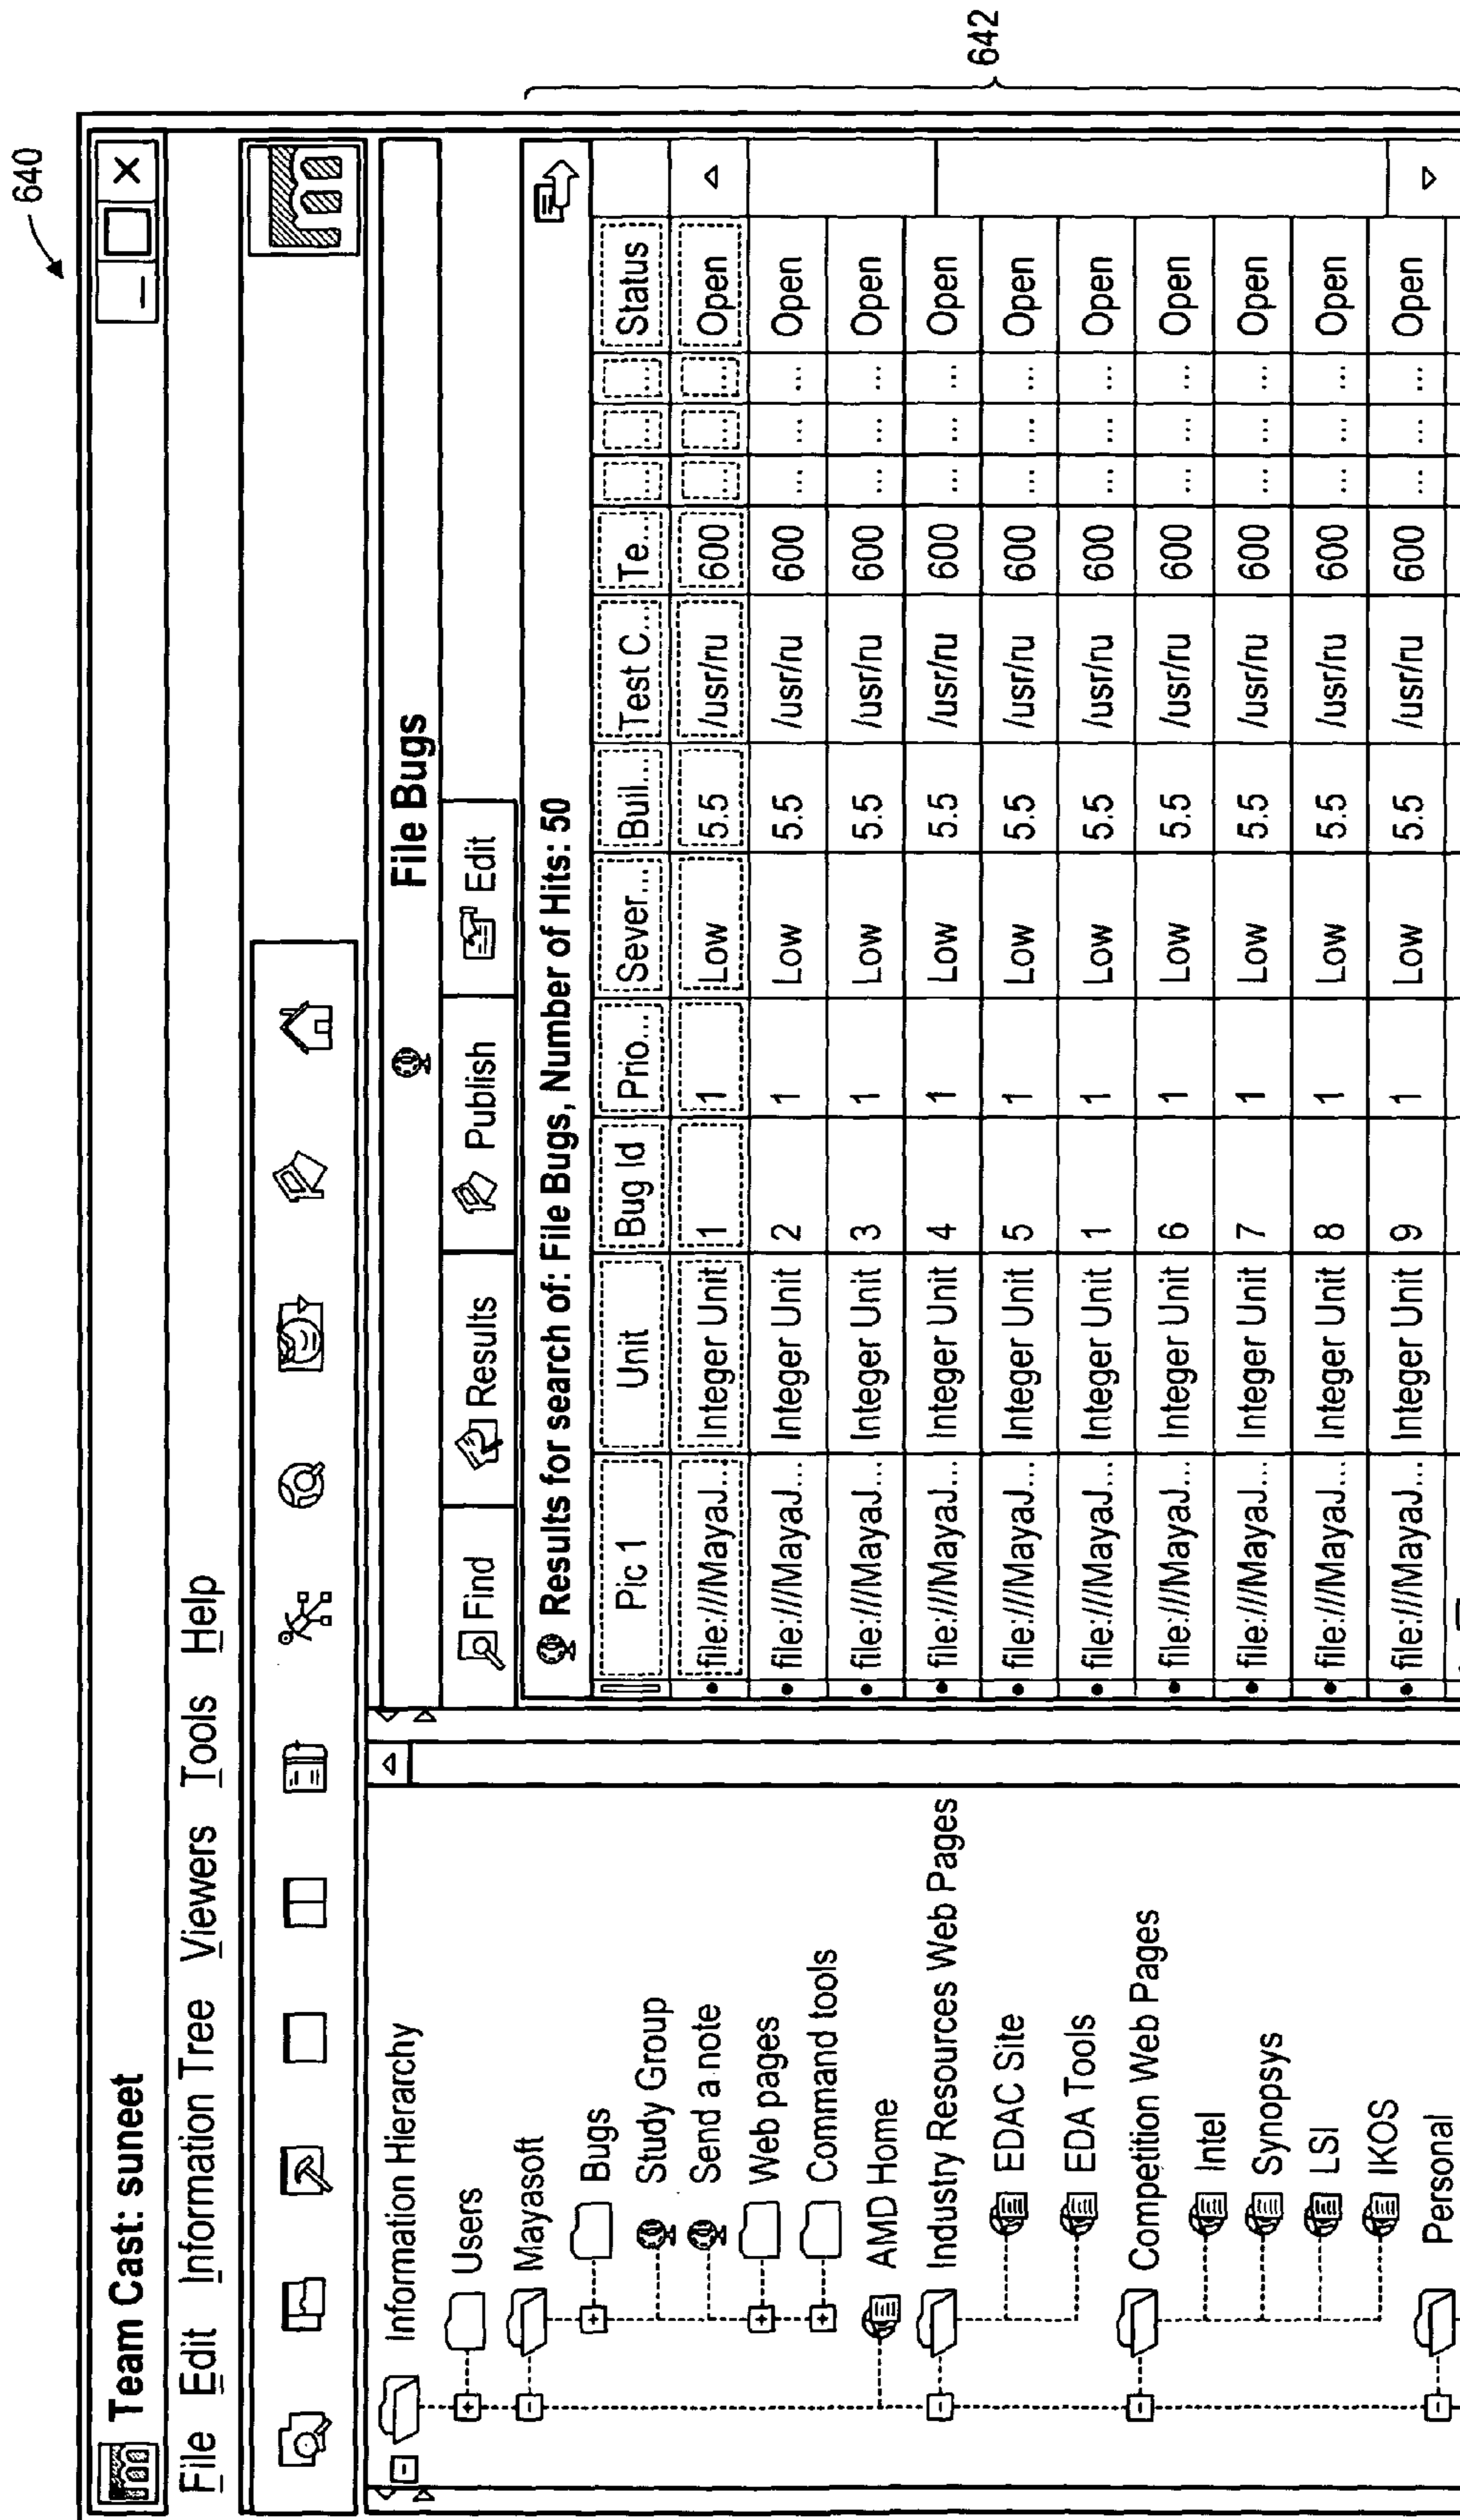 640
Team Cast: suneet
File Edit Information Tree Viewers Tools Help
Information Hierarchy
Users
Mayasoft
Bugs
Study Group
Send a note
Web pages
Command tools
AMD Home
Industry Resources Web Pages
EDAC Site
EDA Tools
Competition Web Pages
Intel
Synopsys
LSI
IKOS
Personal
File Bugs
Find Results Publish Edit
Results for search of: File Bugs, Number of Hits: 50
Pic 1 Unit Bug Id Prio... Sever... Buil... Test C... Te... ... ... ... Status
file:///MayaJ... Integer Unit 1 1 Low 5.5 /usr/ru 600 ... ... ... Open
file:///MayaJ... Integer Unit 2 1 Low 5.5 /usr/ru 600 ... ... ... Open
file:///MayaJ... Integer Unit 3 1 Low 5.5 /usr/ru 600 ... ... ... Open
file:///MayaJ... Integer Unit 4 1 Low 5.5 /usr/ru 600 ... ... ... Open
file:///MayaJ... Integer Unit 5 1 Low 5.5 /usr/ru 600 ... ... ... Open
file:///MayaJ... Integer Unit 1 1 Low 5.5 /usr/ru 600 ... ... ... Open
file:///MayaJ... Integer Unit 6 1 Low 5.5 /usr/ru 600 ... ... ... Open
file:///MayaJ... Integer Unit 7 1 Low 5.5 /usr/ru 600 ... ... ... Open
file:///MayaJ... Integer Unit 8 1 Low 5.5 /usr/ru 600 ... ... ... Open
file:///MayaJ... Integer Unit 9 1 Low 5.5 /usr/ru 600 ... ... ... Open
642